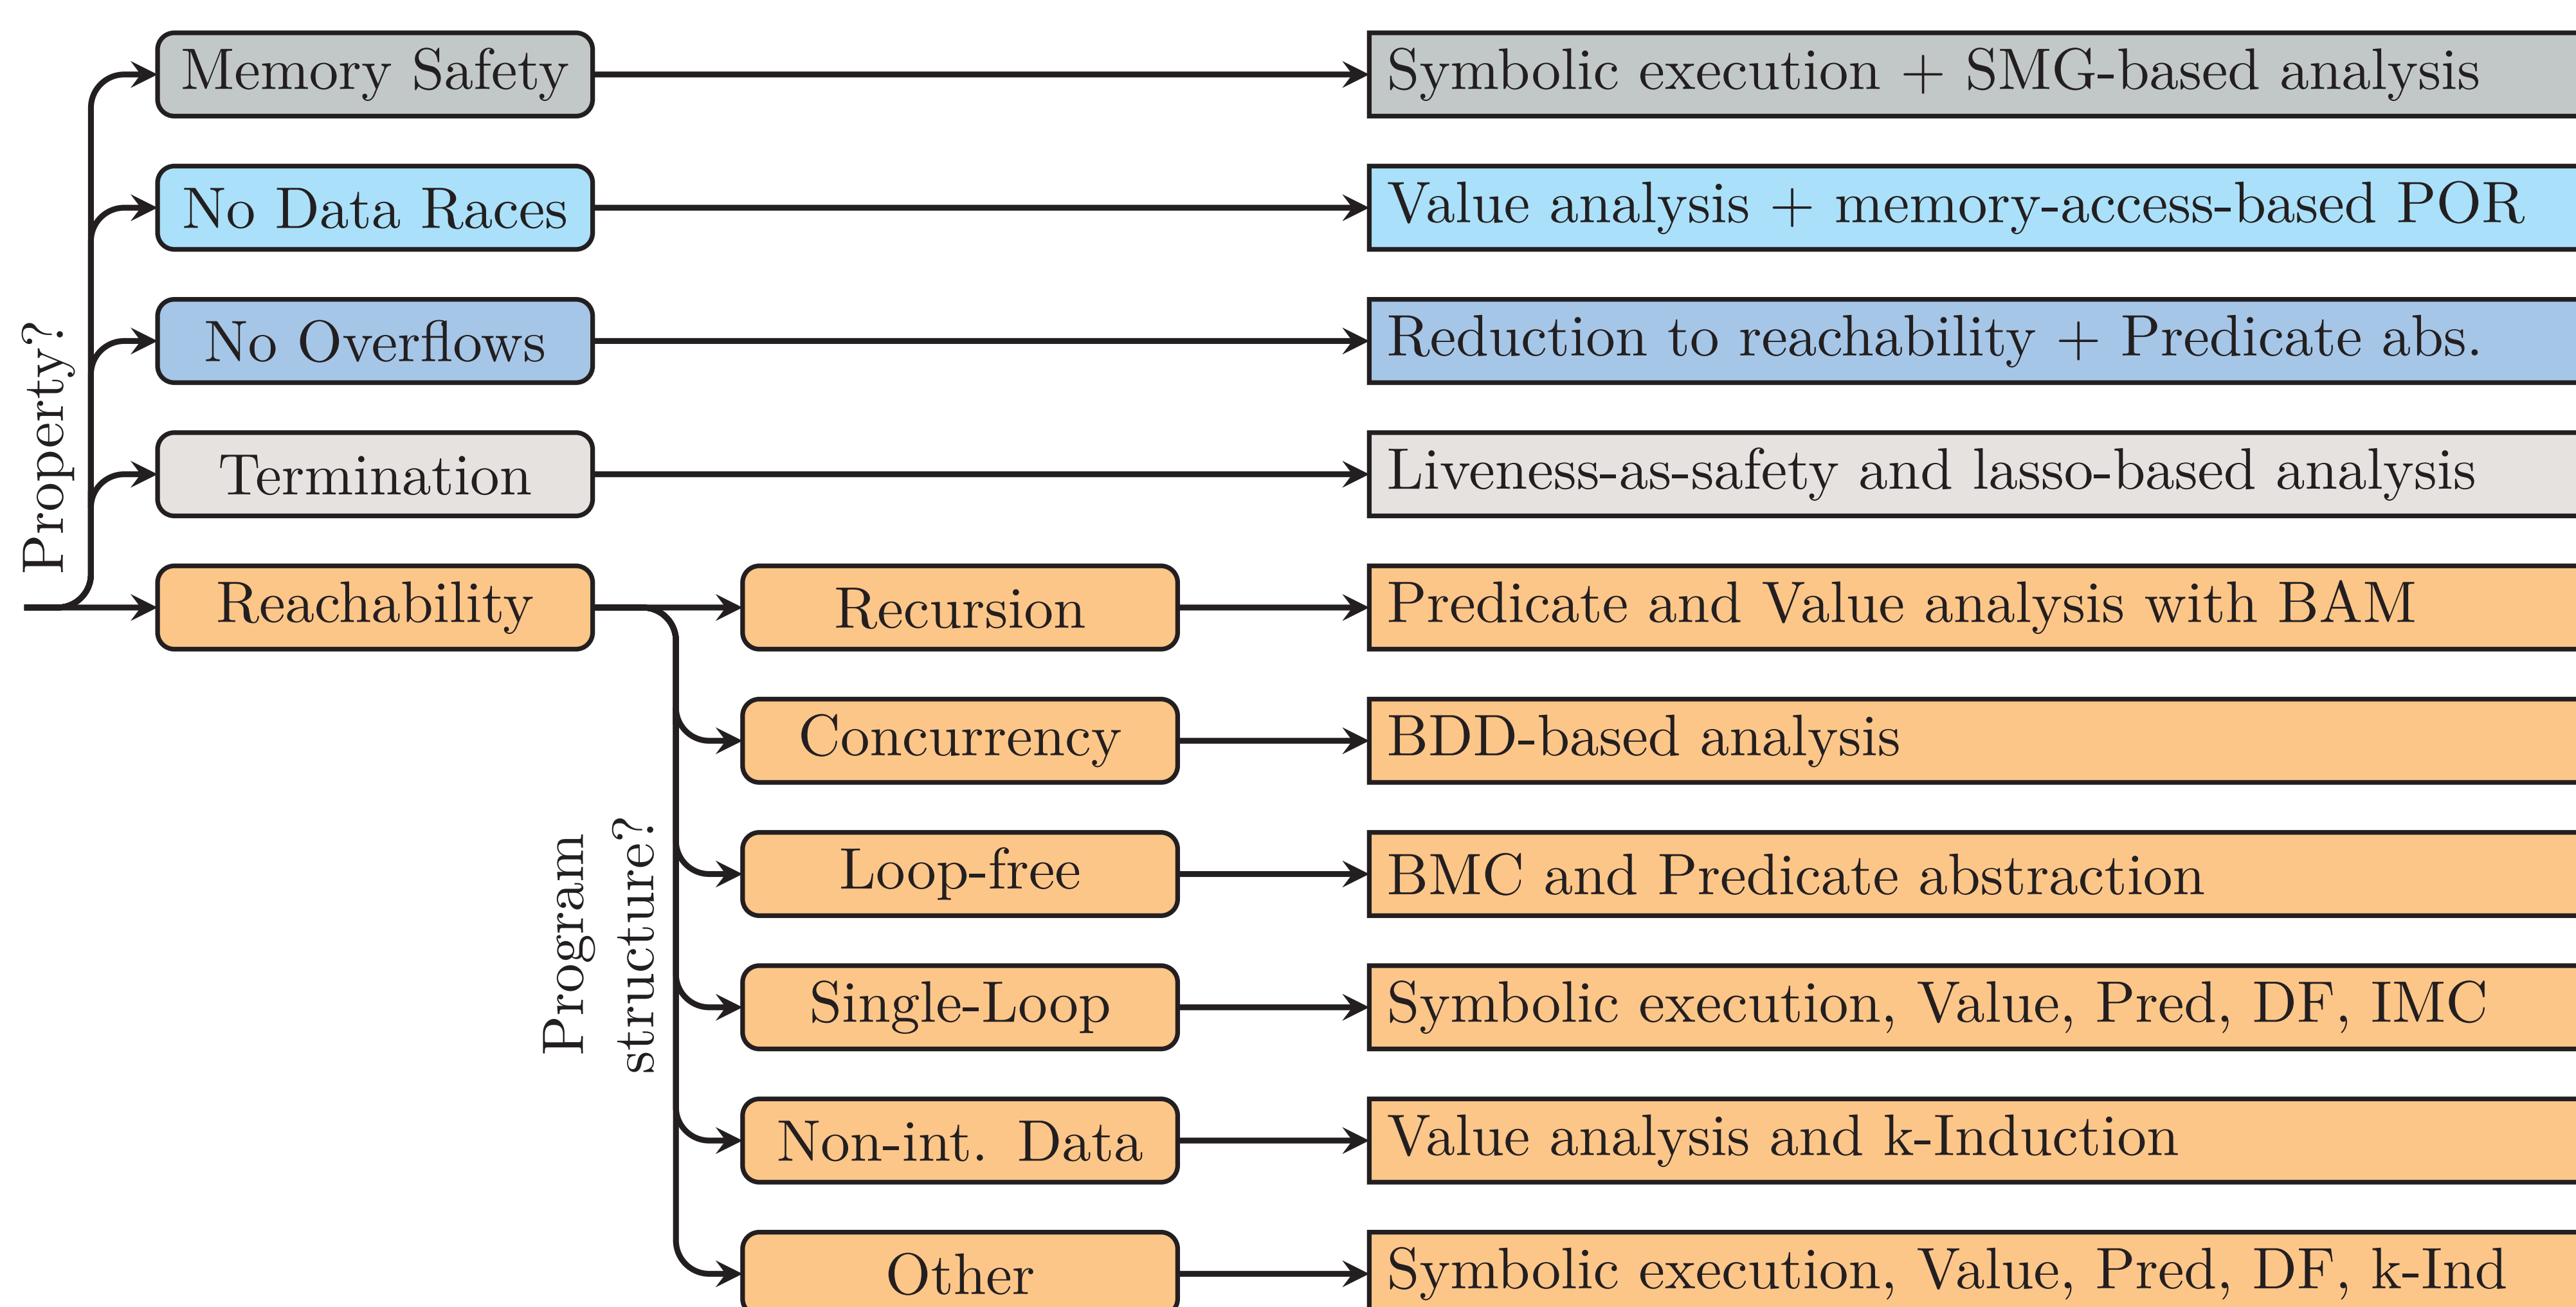 Property?
Memory Safety
Symbolic execution + SMG-based analysis
No Data Races
Value analysis + memory-access-based POR
No Overflows
Reduction to reachability + Predicate abs.
Termination
Liveness-as-safety and lasso-based analysis
Reachability
Program
structure?
Recursion
Predicate and Value analysis with BAM
Concurrency
BDD-based analysis
Loop-free
BMC and Predicate abstraction
Single-Loop
Symbolic execution, Value, Pred, DF, IMC
Non-int. Data
Value analysis and k-Induction
Other
Symbolic execution, Value, Pred, DF, k-Ind